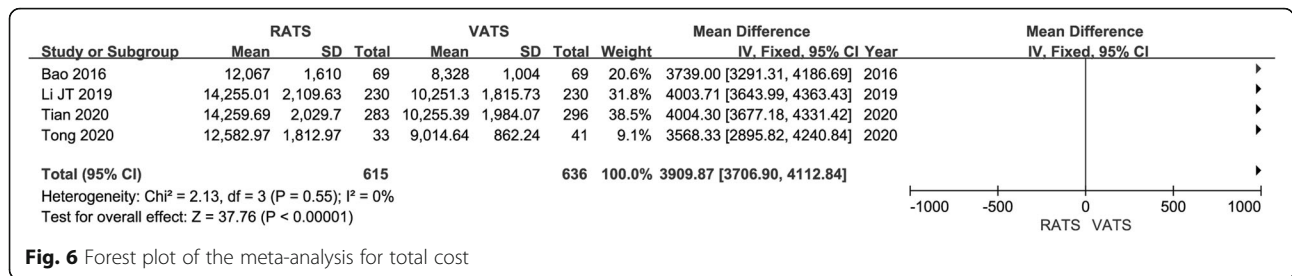 RATS VATS Mean Difference Mean Difference
Study or Subgroup Mean SD Total Mean SD Total Weight IV, Fixed, 95% CI Year IV, Fixed, 95% CI
Bao 2016 12,067 1,610 69 8,328 1,004 69 20.6% 3739.00 [3291.31, 4186.69] 2016
Li JT 2019 14,255.01 2,109.63 230 10,251.3 1,815.73 230 31.8% 4003.71 [3643.99, 4363.43] 2019
Tian 2020 14,259.69 2,029.7 283 10,255.39 1,984.07 296 38.5% 4004.30 [3677.18, 4331.42] 2020
Tong 2020 12,582.97 1,812.97 33 9,014.64 862.24 41 9.1% 3568.33 [2895.82, 4240.84] 2020
Total (95% CI) 615 636 100.0% 3909.87 [3706.90, 4112.84]
Heterogeneity: Chi² = 2.13, df = 3 (P = 0.55); I² = 0%
Test for overall effect: Z = 37.76 (P < 0.00001)
-1000 -500 0 500 1000
RATS VATS
Fig. 6 Forest plot of the meta-analysis for total cost